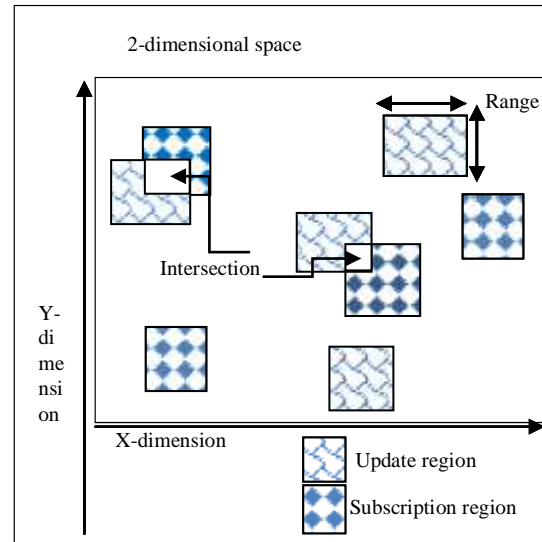 2-dimensional space
Range
Intersection
Y-
di
me
nsi
on
X-dimension
Update region
Subscription region